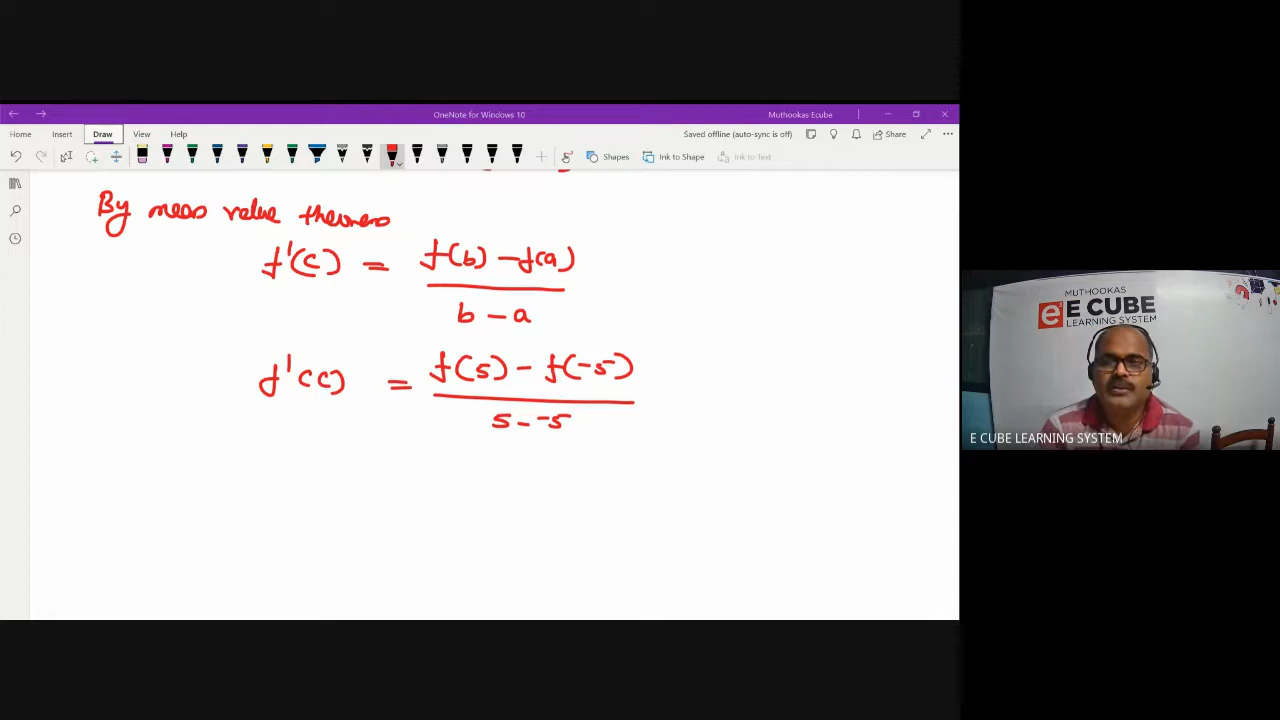 OneNote for Windows 10
Muthookas Ecube
Home Insert Draw View Help
Saved offline (auto-sync is off)
Share
Shapes
Ink to Shape
Ink to Text
By mean value theorem
f'(c) = f(b) - f(a)
b - a
f'(c) = f(5) - f(-5)
5 - -5
MUTHOOKAS
e³ E CUBE
LEARNING SYSTEM
E CUBE LEARNING SYSTEM